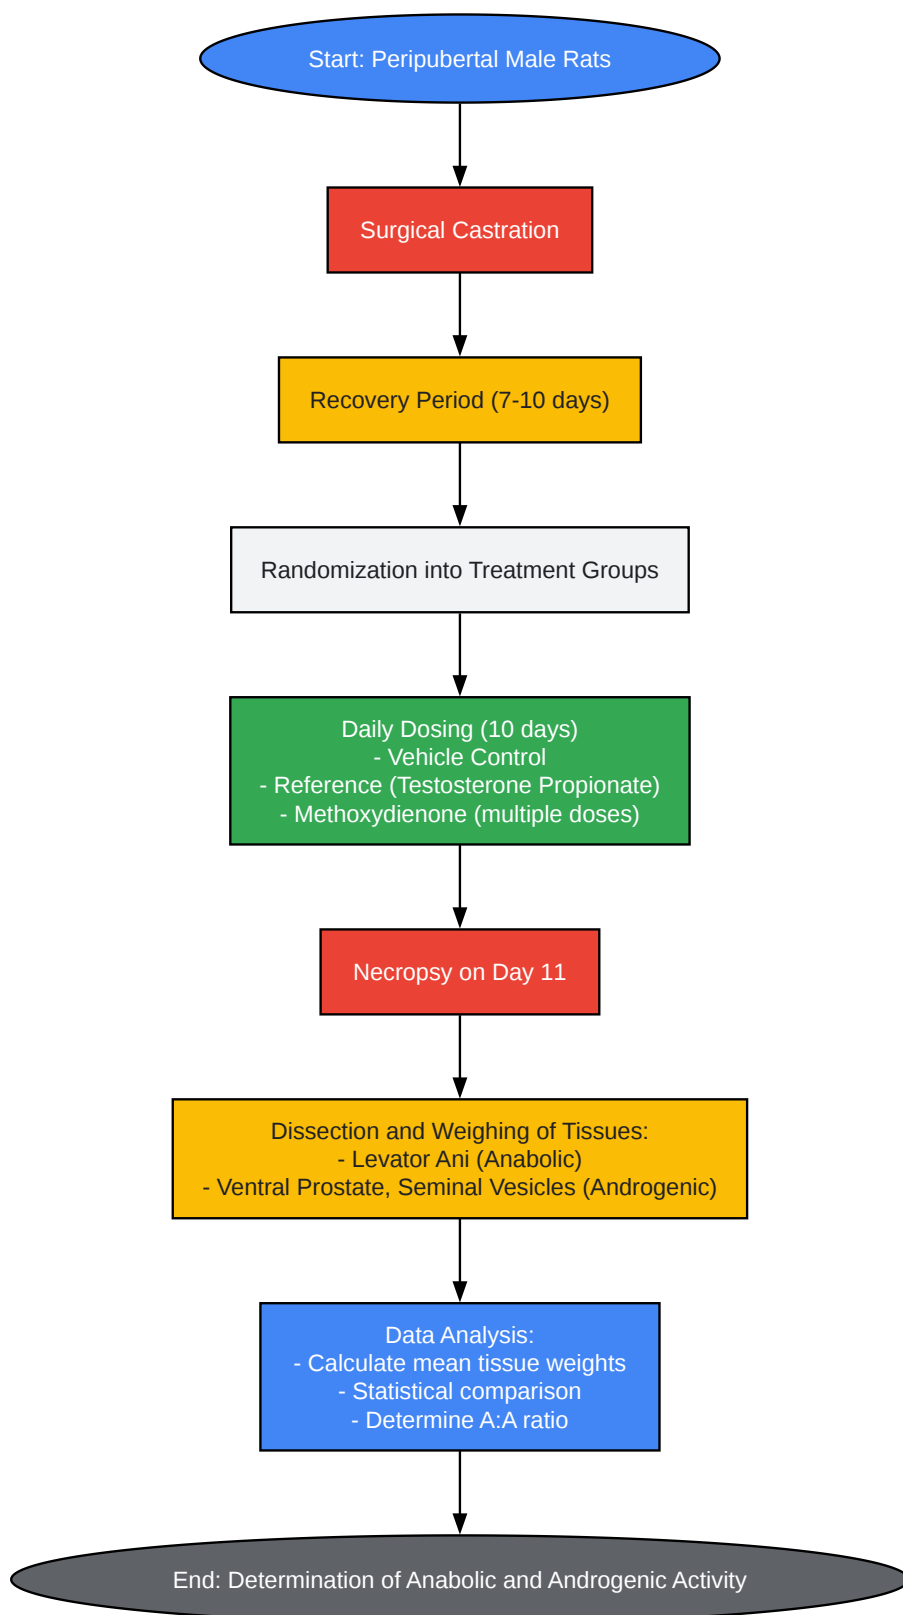 Start: Peripubertal Male Rats
Surgical Castration
Recovery Period (7-10 days)
Randomization into Treatment Groups
Daily Dosing (10 days)
- Vehicle Control
- Reference (Testosterone Propionate)
- Methoxydienone (multiple doses)
Necropsy on Day 11
Dissection and Weighing of Tissues:
- Levator Ani (Anabolic)
- Ventral Prostate, Seminal Vesicles (Androgenic)
Data Analysis:
- Calculate mean tissue weights
- Statistical comparison
- Determine A:A ratio
End: Determination of Anabolic and Androgenic Activity